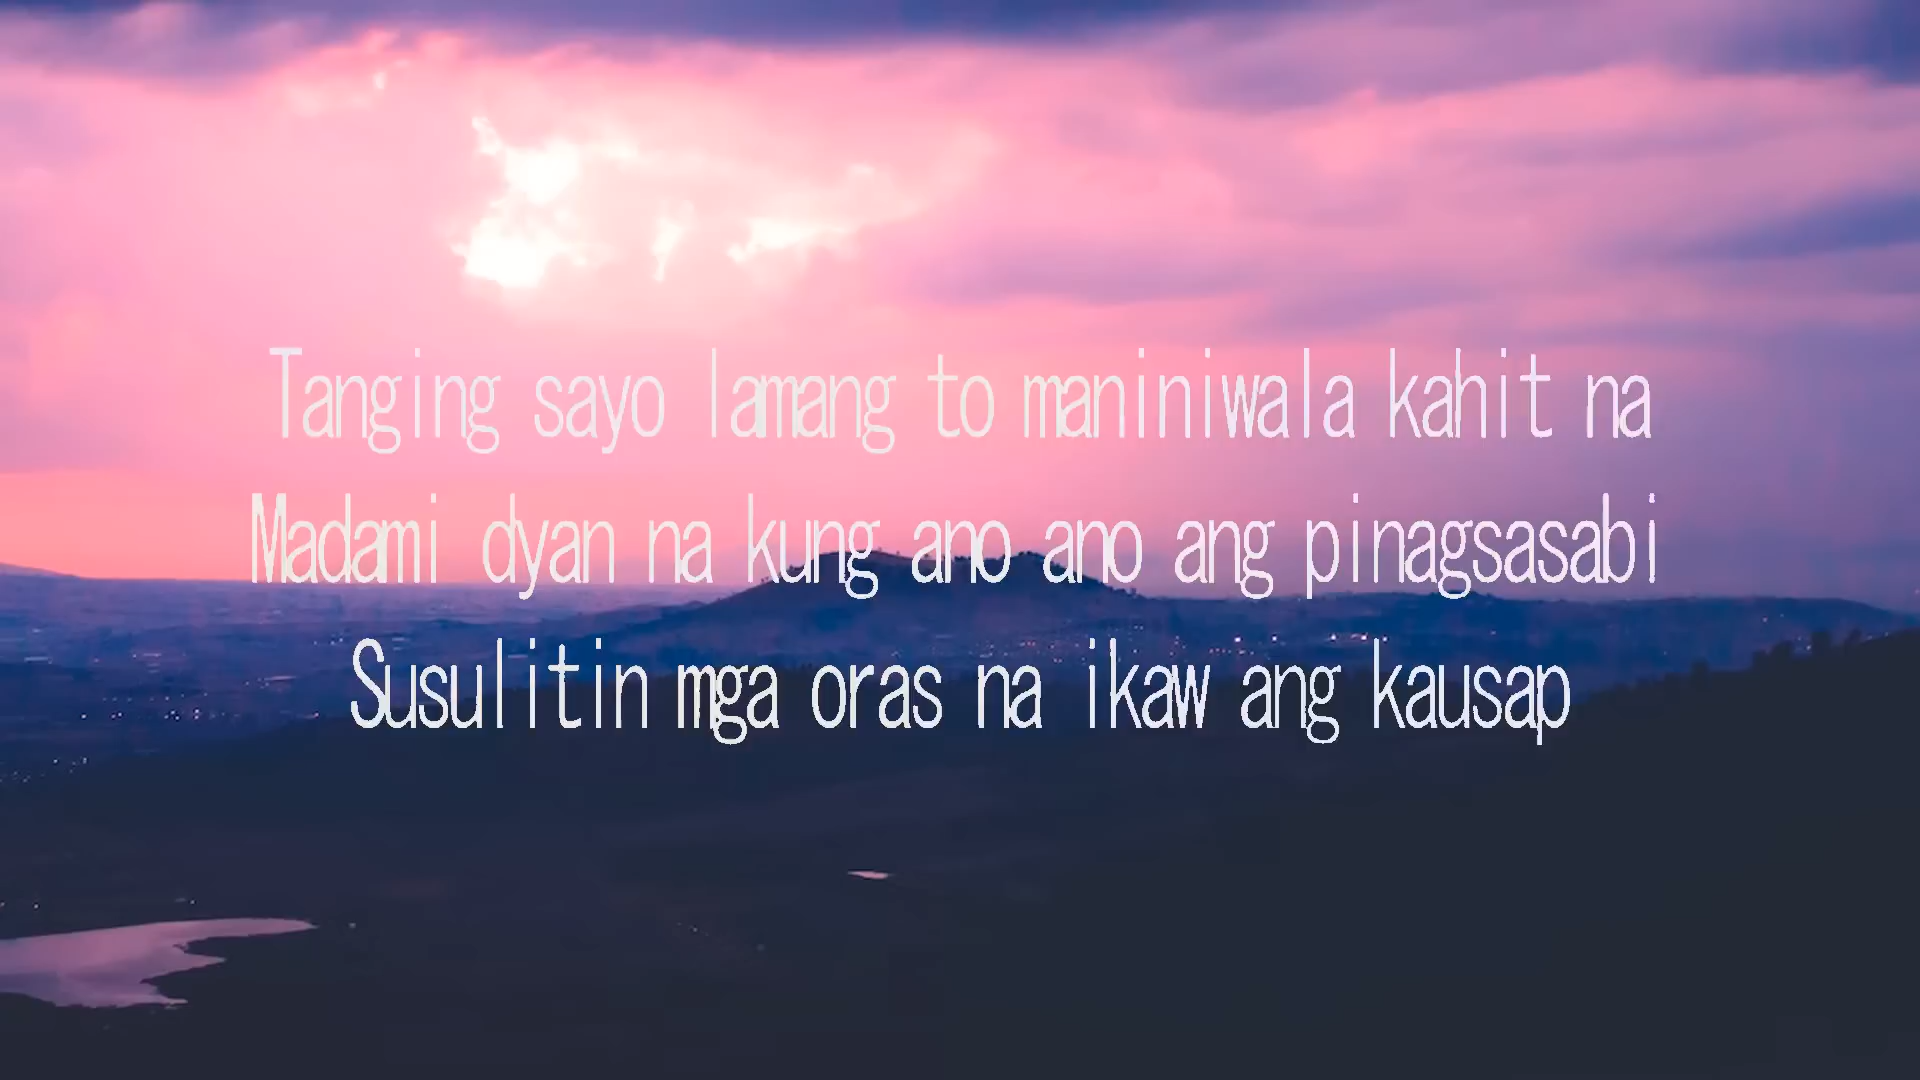 Tanging sayo lamang to maniniwala kahit na
Madami dyan na kung ano ano ang pinagsasabi
Susulitin mga oras na ikaw ang kausap